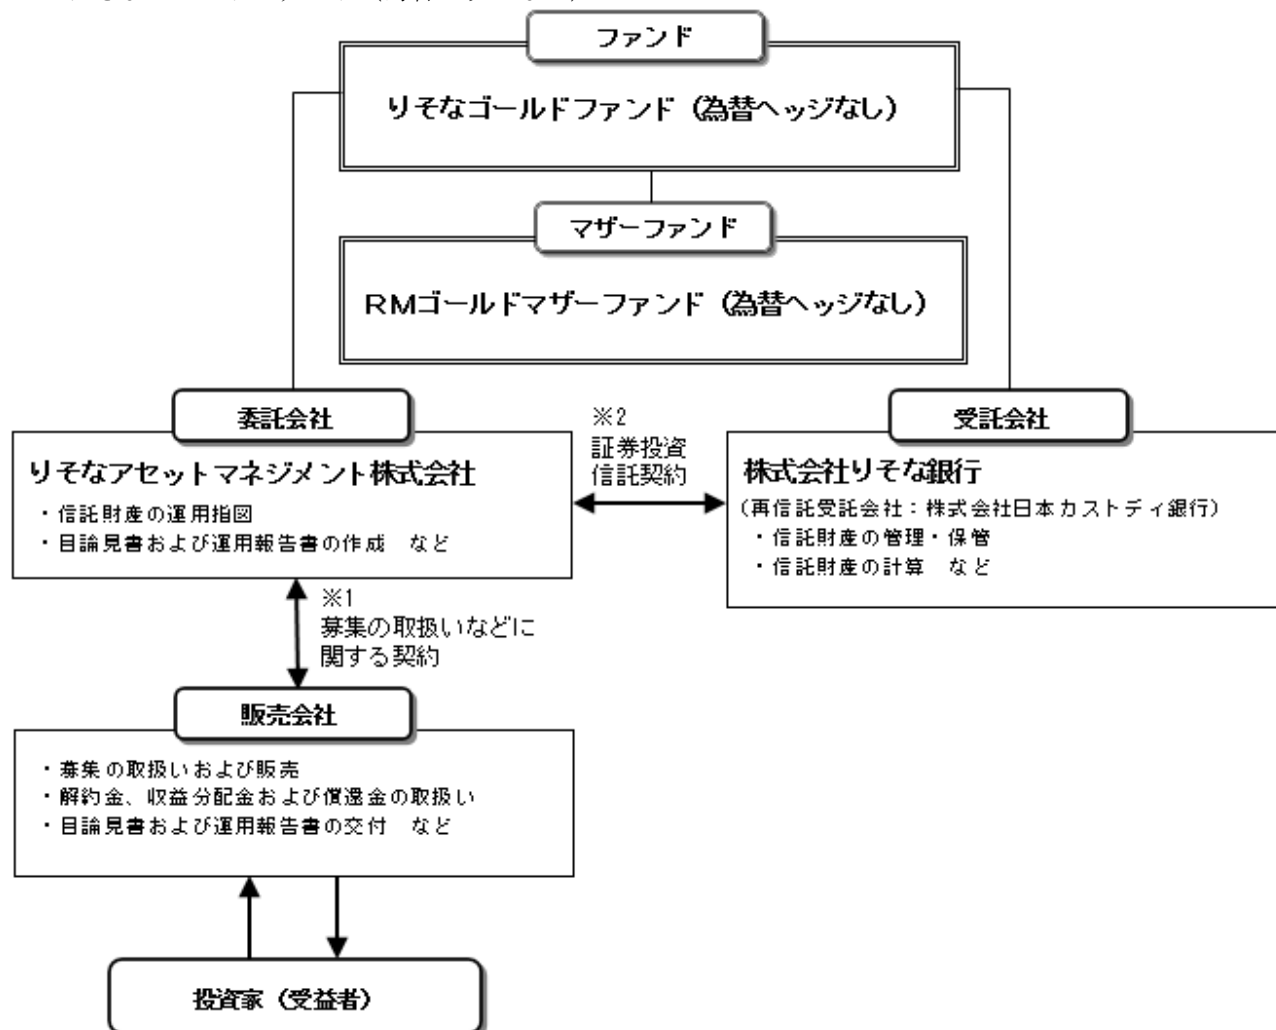 ファンド
りそなゴールドファンド（為替ヘッジなし）
マザーファンド
ＲＭゴールドマザーファンド（為替ヘッジなし）
委託会社
りそなアセットマネジメント株式会社
・信託財産の運用指図
・目論見書および運用報告書の作成　など
※2
証券投資
信託契約
受託会社
株式会社りそな銀行
（再信託受託会社：株式会社日本カストディ銀行）
・信託財産の管理・保管
・信託財産の計算　など
※1
募集の取扱いなどに
関する契約
販売会社
・募集の取扱いおよび販売
・解約金、収益分配金および償還金の取扱い
・目論見書および運用報告書の交付　など
投資家（受益者）